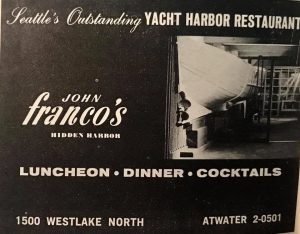 Seattle's Outstanding YACHT HARBOR RESTAURANT
JOHN
franco's
HIDDEN HARBOR
LUNCHEON • DINNER • COCKTAILS
1500 WESTLAKE NORTH ATWATER 2-0501